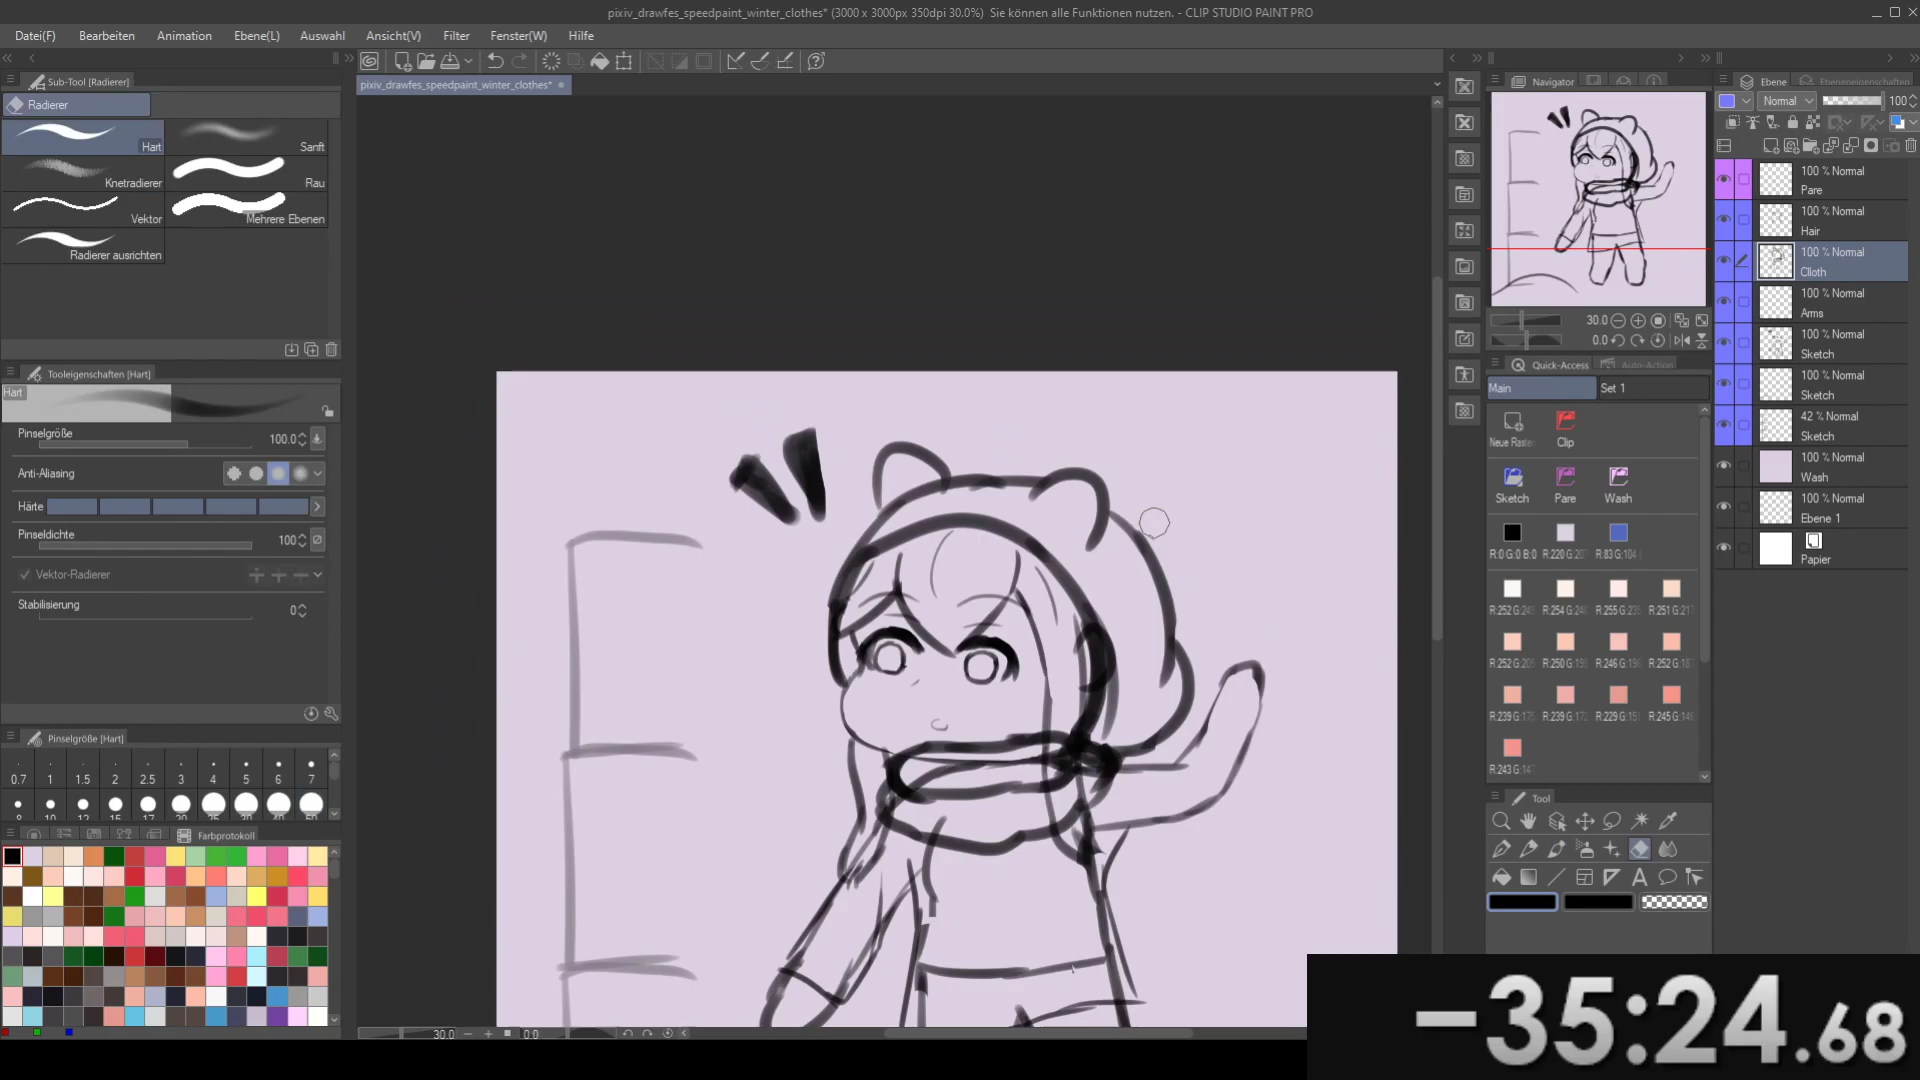 pixiv_drawfes_speedpaint_winter_clothes* (3000 x 3000px 350dpi 30.0%) Sie können alle Funktionen nutzen. - CLIP STUDIO PAINT PRO
Datei(F) Bearbeiten Animation Ebene(L) Auswahl Ansicht(V) Filter Fenster(W) Hilfe
Sub-Tool [Radierer]
Radierer
Hart Sanft
Knetradierer Rau
Vektor Mehrere Ebenen
Radierer ausrichten
Tooleigenschaften [Hart]
Hart
Pinselgröße 100.0
Anti-Aliasing
Härte
Pinseldichte 100
Vektor-Radierer
Stabilisierung 0
Pinselgröße [Hart]
0.7 1 1.5 2 2.5 3 4 5 6 7
Farbprotokoll
pixiv_drawfes_speedpaint_winter_clothes*
30.0 0.0
Navigator
30.0
0.0
Quick-Access Auto-Action
Main Set 1
Neue Raste Clip
Sketch Pare Wash
R:0 G:0 B:0
Tool
Ebene Ebeneneigenschaften
Normal 100
100 % Normal
Pare
100 % Normal
Hair
100 % Normal
Clloth
100 % Normal
Arms
100 % Normal
Sketch
100 % Normal
Sketch
42 % Normal
Sketch
100 % Normal
Wash
100 % Normal
Ebene 1
Papier
-35:24.68